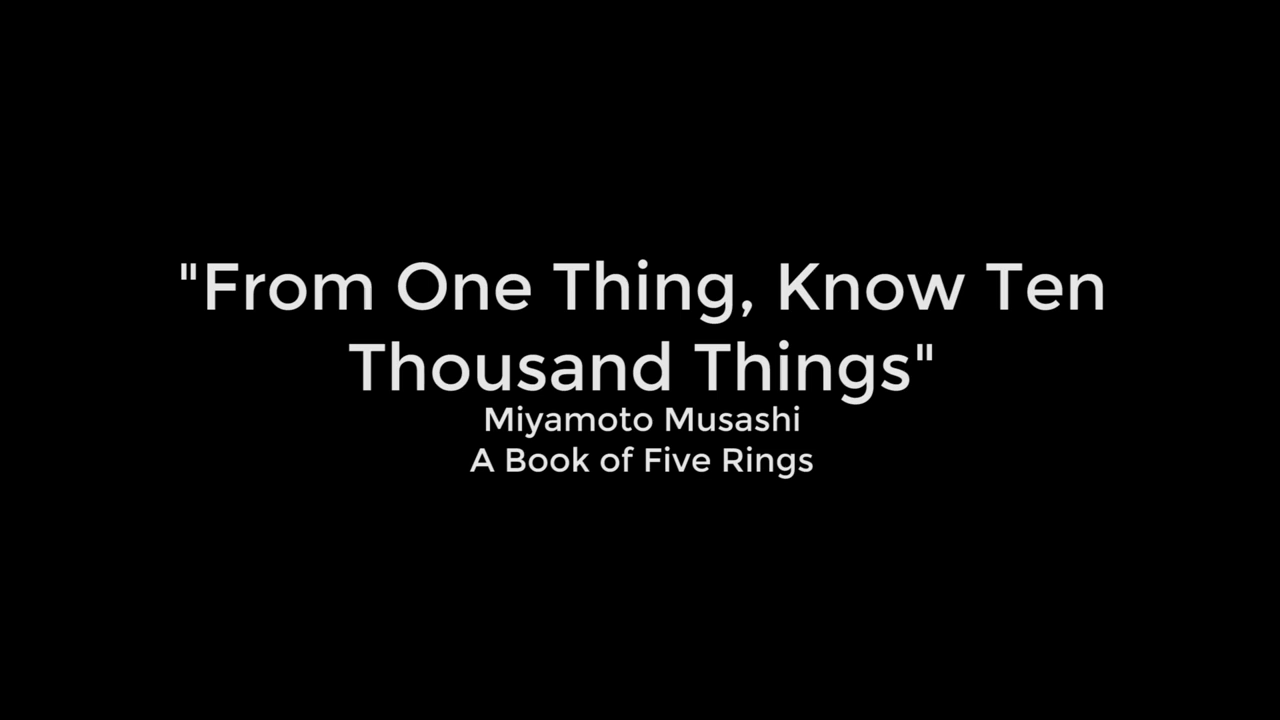 "From One Thing, Know Ten
Thousand Things"
Miyamoto Musashi
A Book of Five Rings